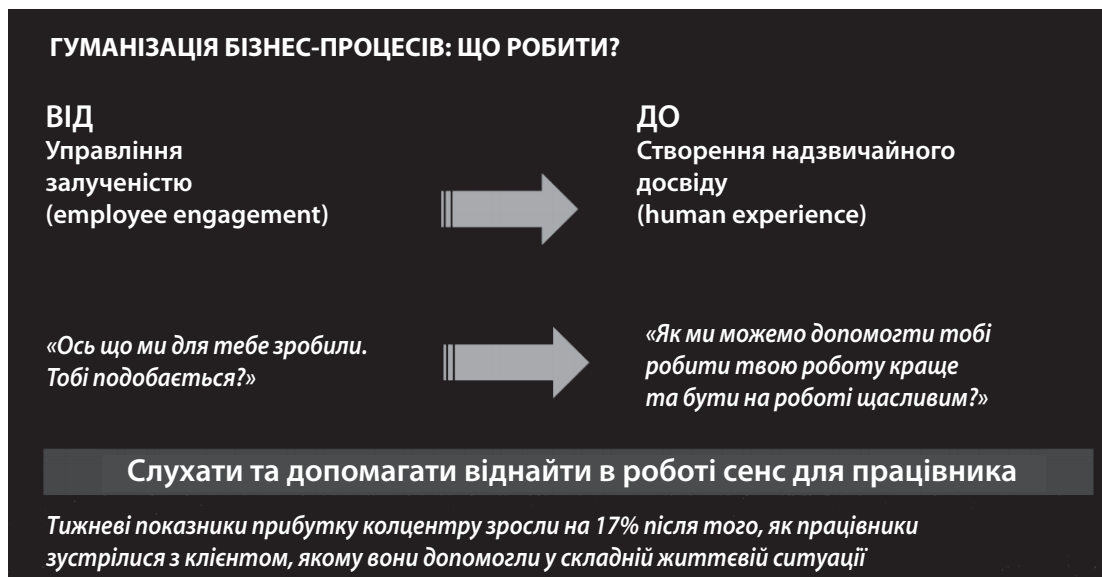 ГУМАНІЗАЦІЯ БІЗНЕС-ПРОЦЕСІВ: ЩО РОБИТИ?
ВІД
Управління
залученістю
(employee engagement)
ДО
Створення надзвичайного
досвіду
(human experience)
«Ось що ми для тебе зробили.
Тобі подобається?»
«Як ми можемо допомогти тобі
робити твою роботу краще
та бути на роботі щасливим?»
Слухати та допомагати віднайти в роботі сенс для працівника
Тижневі показники прибутку колцентру зросли на 17% після того, як працівники
зустрілися з клієнтом, якому вони допомогли у складній життєвій ситуації